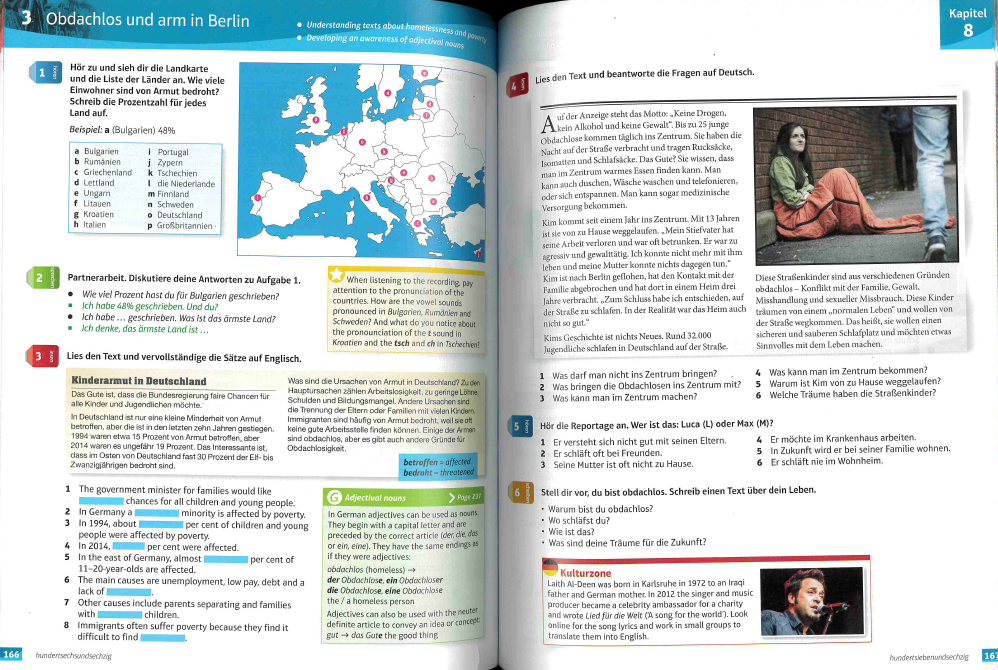 3 Obdachlos und arm in Berlin
• Understanding texts about homelessness and poverty
• Developing an awareness of adjectival nouns
1 hören
Hör zu und sieh dir die Landkarte
und die Liste der Länder an. Wie viele
Einwohner sind von Armut bedroht?
Schreib die Prozentzahl für jedes
Land auf.
Beispiel: a (Bulgarien) 48%
a Bulgarien
b Rumänien
c Griechenland
d Lettland
e Ungarn
f Litauen
g Kroatien
h Italien
i Portugal
j Zypern
k Tschechien
l die Niederlande
m Finnland
n Schweden
o Deutschland
p Großbritannien
2 sprechen
Partnerarbeit. Diskutiere deine Antworten zu Aufgabe 1.
• Wie viel Prozent hast du für Bulgarien geschrieben?
▪ Ich habe 48% geschrieben. Und du?
• Ich habe ... geschrieben. Was ist das ärmste Land?
▪ Ich denke, das ärmste Land ist ...
When listening to the recording, pay
attention to the pronunciation of the
countries. How are the vowel sounds
pronounced in Bulgarien, Rumänien and
Schweden? And what do you notice about
the pronunciation of the t sound in
Kroatien and the tsch and ch in Tschechien?
3 lesen
Lies den Text und vervollständige die Sätze auf Englisch.
Kinderarmut in Deutschland
Das Gute ist, dass die Bundesregierung faire Chancen für
alle Kinder und Jugendlichen möchte.
In Deutschland ist nur eine kleine Minderheit von Armut
betroffen, aber die ist in den letzten zehn Jahren gestiegen.
1994 waren etwa 15 Prozent von Armut betroffen, aber
2014 waren es ungefähr 19 Prozent. Das Interessante ist,
dass im Osten von Deutschland fast 30 Prozent der Elf- bis
Zwanzigjährigen bedroht sind.
Was sind die Ursachen von Armut in Deutschland? Zu den
Hauptursachen zählen Arbeitslosigkeit, zu geringe Löhne,
Schulden und Bildungsmangel. Andere Ursachen sind
die Trennung der Eltern oder Familien mit vielen Kindern.
Immigranten sind häufig von Armut bedroht, weil sie oft
keine gute Arbeitsstelle finden können. Einige der Armen
sind obdachlos, aber es gibt auch andere Gründe für
Obdachlosigkeit.
betroffen = affected
bedroht = threatened
1 The government minister for families would like
chances for all children and young people.
2 In Germany a minority is affected by poverty.
3 In 1994, about per cent of children and young
people were affected by poverty.
4 In 2014, per cent were affected.
5 In the east of Germany, almost per cent of
11–20-year-olds are affected.
6 The main causes are unemployment, low pay, debt and a
lack of .
7 Other causes include parents separating and families
with children.
8 Immigrants often suffer poverty because they find it
difficult to find .
G Adjectival nouns > Page 231
In German adjectives can be used as nouns.
They begin with a capital letter and are
preceded by the correct article (der, die, das
or ein, eine). They have the same endings as
if they were adjectives:
obdachlos (homeless) →
der Obdachlose, ein Obdachloser
die Obdachlose, eine Obdachlose
the / a homeless person
Adjectives can also be used with the neuter
definite article to convey an idea or concept:
gut → das Gute the good thing
166 hundertsechsundsechzig
Kapitel
8
4 lesen
Lies den Text und beantworte die Fragen auf Deutsch.
Auf der Anzeige steht das Motto: „Keine Drogen,
kein Alkohol und keine Gewalt". Bis zu 25 junge
Obdachlose kommen täglich ins Zentrum. Sie haben die
Nacht auf der Straße verbracht und tragen Rucksäcke,
Isomatten und Schlafsäcke. Das Gute? Sie wissen, dass
man im Zentrum warmes Essen finden kann. Man
kann auch duschen, Wäsche waschen und telefonieren,
oder sich entspannen. Man kann sogar medizinische
Versorgung bekommen.
Kim kommt seit einem Jahr ins Zentrum. Mit 13 Jahren
ist sie von zu Hause weggelaufen. „Mein Stiefvater hat
seine Arbeit verloren und war oft betrunken. Er war zu
agressiv und gewalttätig. Ich konnte nicht mehr mit ihm
leben und meine Mutter konnte nichts dagegen tun."
Kim ist nach Berlin geflohen, hat den Kontakt mit der
Familie abgebrochen und hat dort in einem Heim drei
Jahre verbracht. „Zum Schluss habe ich entschieden, auf
der Straße zu schlafen. In der Realität war das Heim auch
nicht so gut."
Kims Geschichte ist nichts Neues. Rund 32.000
Jugendliche schlafen in Deutschland auf der Straße.
Diese Straßenkinder sind aus verschiedenen Gründen
obdachlos – Konflikt mit der Familie, Gewalt,
Misshandlung und sexueller Missbrauch. Diese Kinder
träumen von einem „normalen Leben" und wollen von
der Straße wegkommen. Das heißt, sie wollen einen
sicheren und sauberen Schlafplatz und möchten etwas
Sinnvolles mit dem Leben machen.
1 Was darf man nicht ins Zentrum bringen?
2 Was bringen die Obdachlosen ins Zentrum mit?
3 Was kann man im Zentrum machen?
4 Was kann man im Zentrum bekommen?
5 Warum ist Kim von zu Hause weggelaufen?
6 Welche Träume haben die Straßenkinder?
5 hören
Hör die Reportage an. Wer ist das: Luca (L) oder Max (M)?
1 Er versteht sich nicht gut mit seinen Eltern.
2 Er schläft oft bei Freunden.
3 Seine Mutter ist oft nicht zu Hause.
4 Er möchte im Krankenhaus arbeiten.
5 In Zukunft wird er bei seiner Familie wohnen.
6 Er schläft nie im Wohnheim.
6 schreiben
Stell dir vor, du bist obdachlos. Schreib einen Text über dein Leben.
• Warum bist du obdachlos?
• Wo schläfst du?
• Wie ist das?
• Was sind deine Träume für die Zukunft?
Kulturzone
Laith Al-Deen was born in Karlsruhe in 1972 to an Iraqi
father and German mother. In 2012 the singer and music
producer became a celebrity ambassador for a charity
and wrote Lied für die Welt ('A song for the world'). Look
online for the song lyrics and work in small groups to
translate them into English.
hundertsiebenundsechzig 167